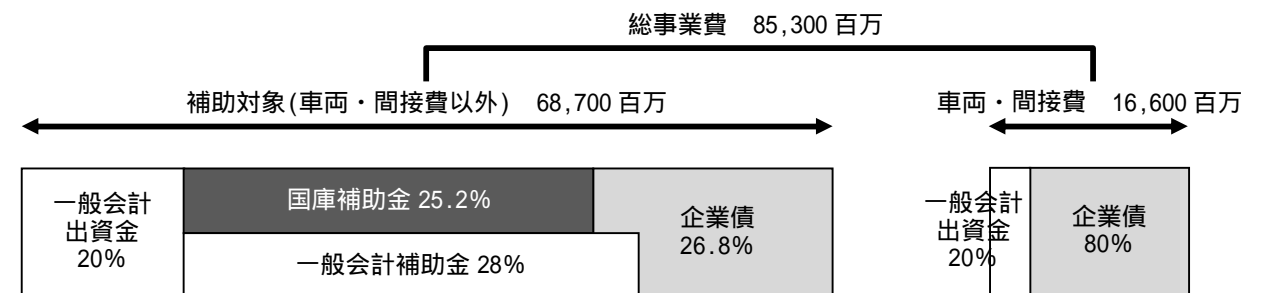 総事業費　85,300 百万
補助対象(車両・間接費以外)　68,700 百万
車両・間接費　16,600 百万
一般会計
出資金
20%
国庫補助金 25.2%
一般会計補助金 28%
企業債
26.8%
一般会計
出資金
20%
企業債
80%